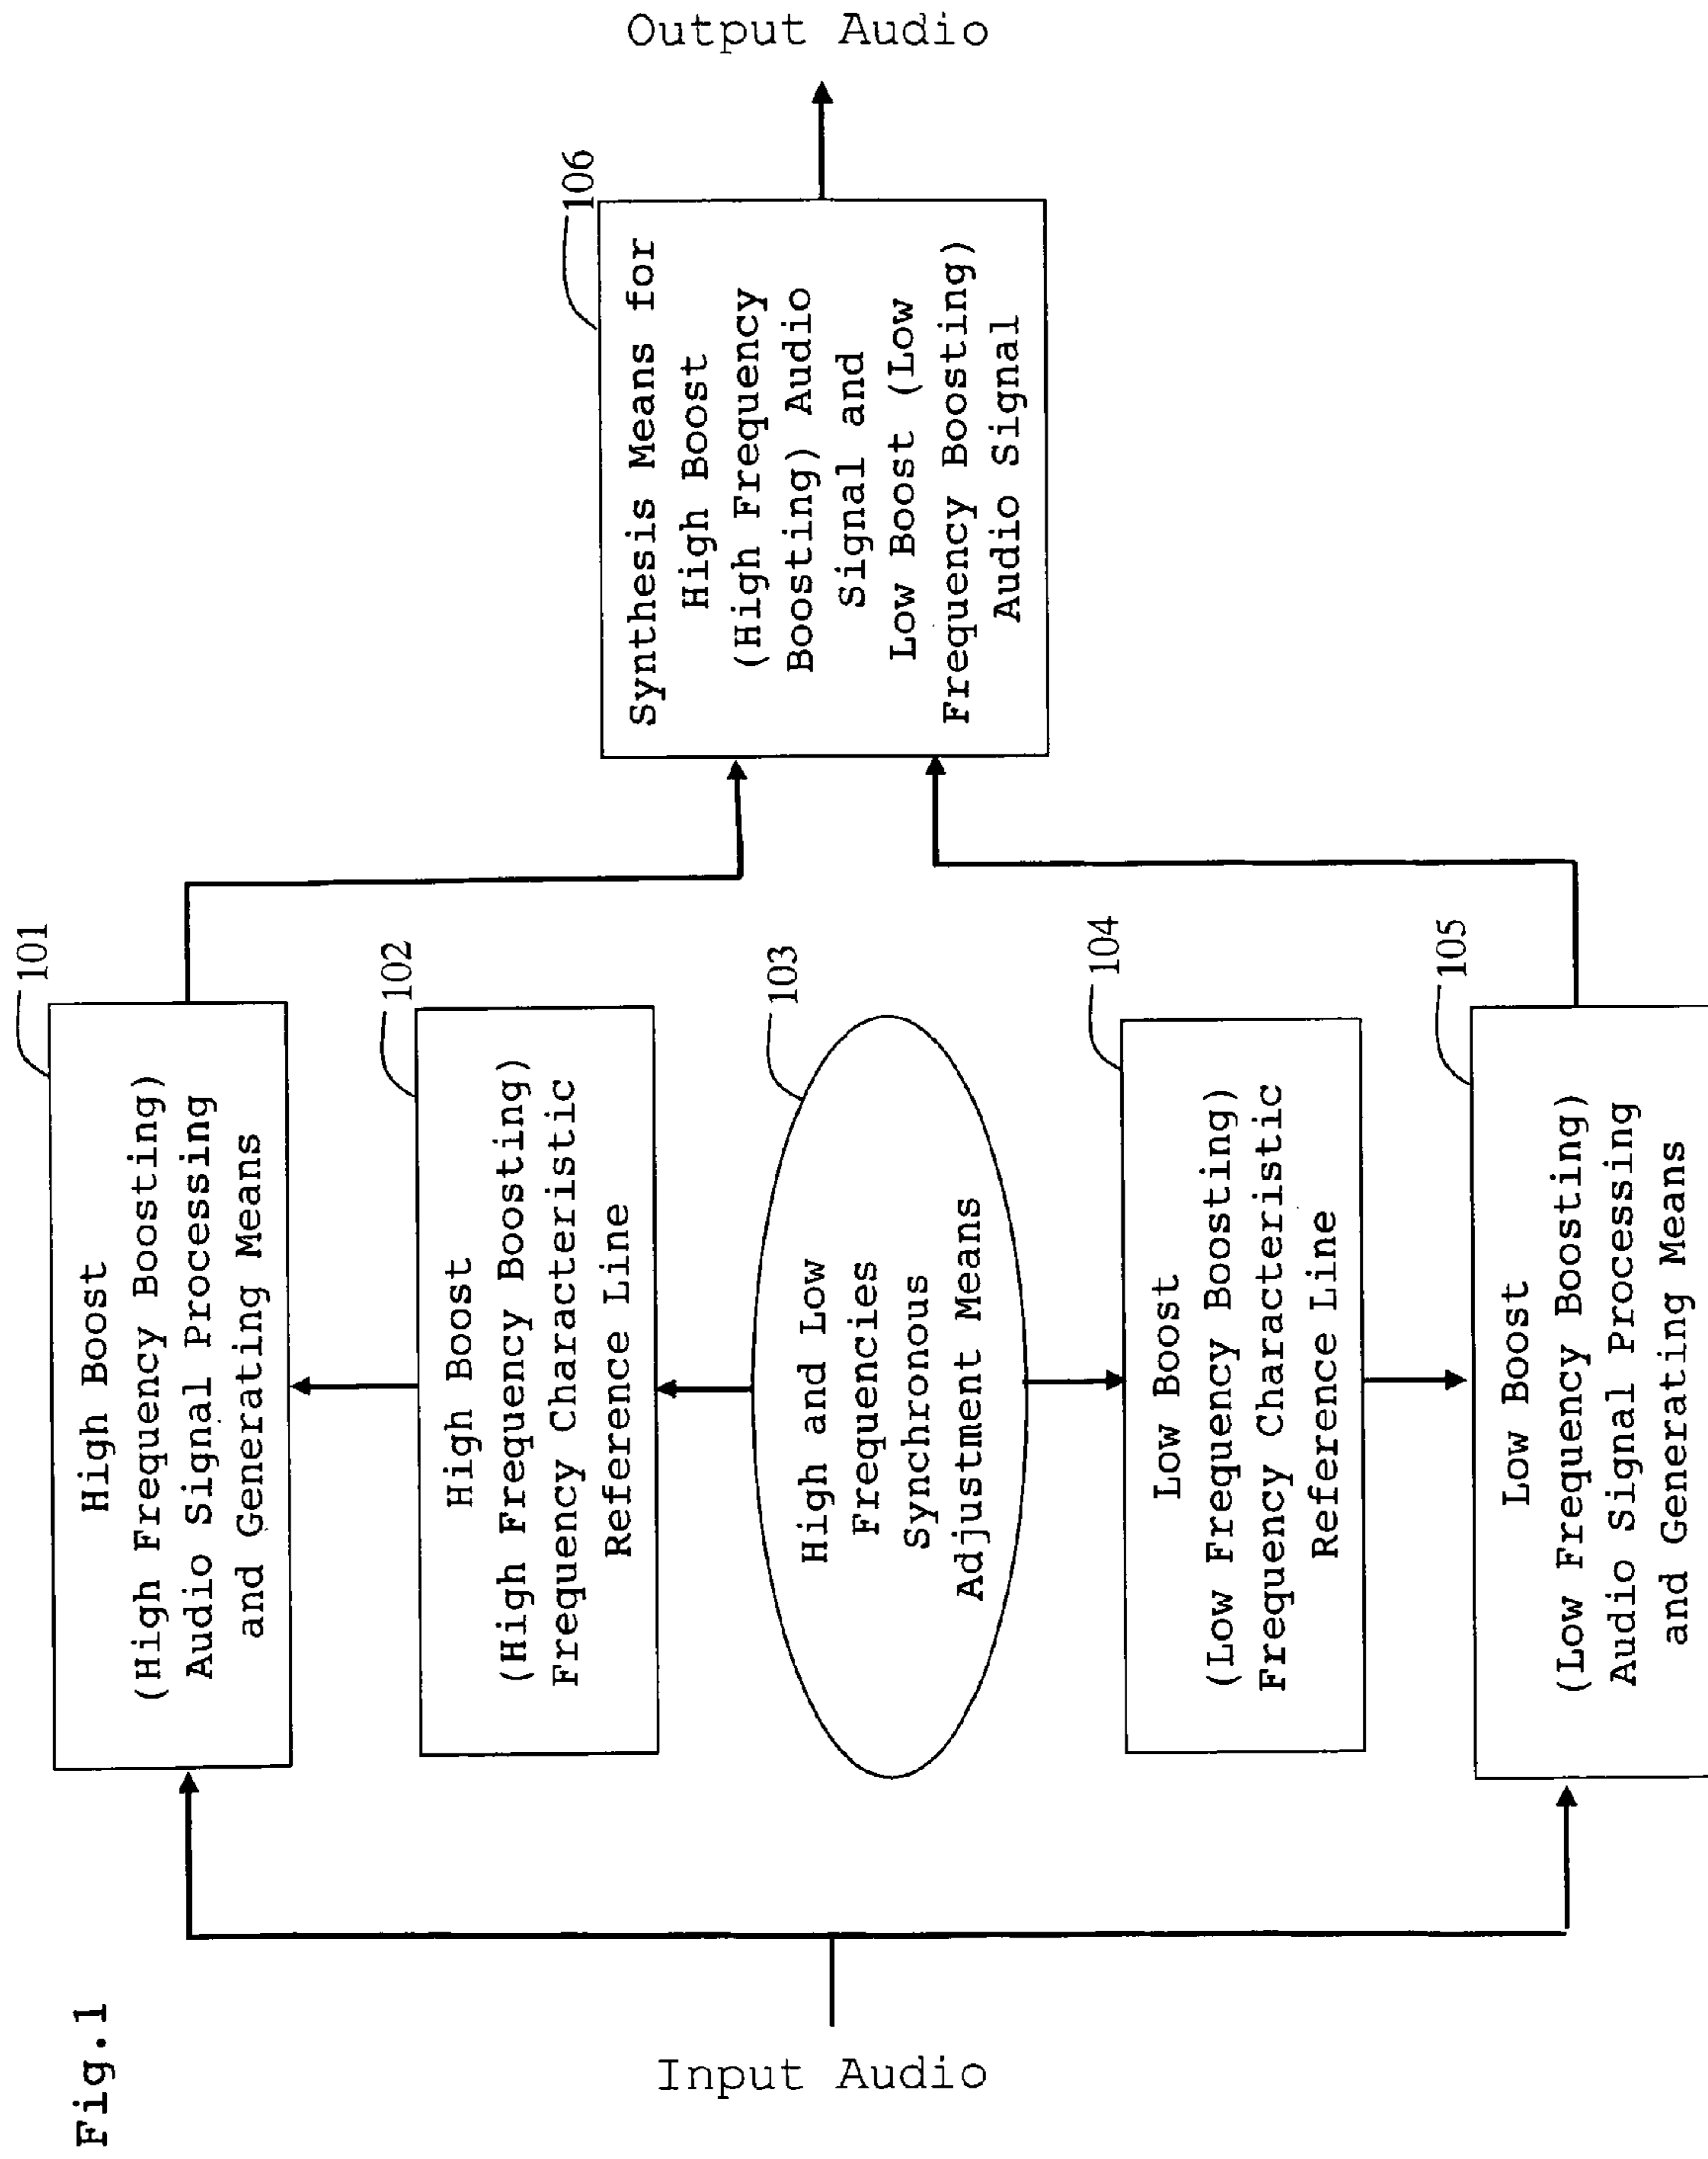 Fig.1
Input Audio
101
High Boost
(High Frequency Boosting)
Audio Signal Processing
and Generating Means
102
High Boost
(High Frequency Boosting)
Frequency Characteristic
Reference Line
103
High and Low
Frequencies
Synchronous
Adjustment Means
104
Low Boost
(Low Frequency Boosting)
Frequency Characteristic
Reference Line
105
Low Boost
(Low Frequency Boosting)
Audio Signal Processing
and Generating Means
106
Synthesis Means for
High Boost
(High Frequency
Boosting) Audio
Signal and
Low Boost (Low
Frequency Boosting)
Audio Signal
Output Audio